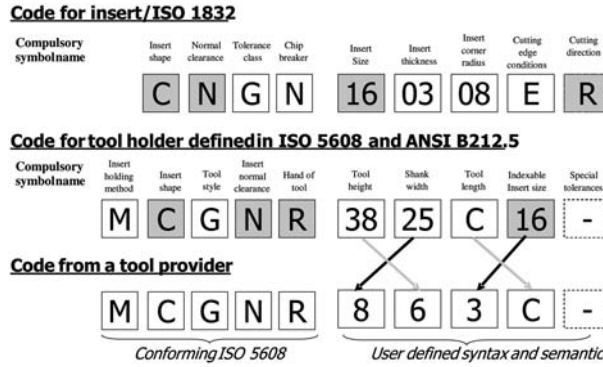 Code for insert/ISO 1832
Compulsory
symbolname
Insert
shape
Normal
clearance
Tolerance
class
Chip
breaker
Insert
Size
Insert
thickness
Insert
corner
radius
Cutting
edge
conditions
Cutting
direction
C N G N 16 03 08 E R
Code for tool holder defined in ISO 5608 and ANSI B212.5
Compulsory
symbolname
Insert
holding
method
Insert
shape
Tool
style
Insert
normal
clearance
Hand of
tool
Tool
height
Shank
width
Tool
length
Indexable
Insert size
Special
tolerances
M C G N R 38 25 C 16 -
Code from a tool provider
M C G N R 8 6 3 C -
Conforming ISO 5608
User defined syntax and semantic